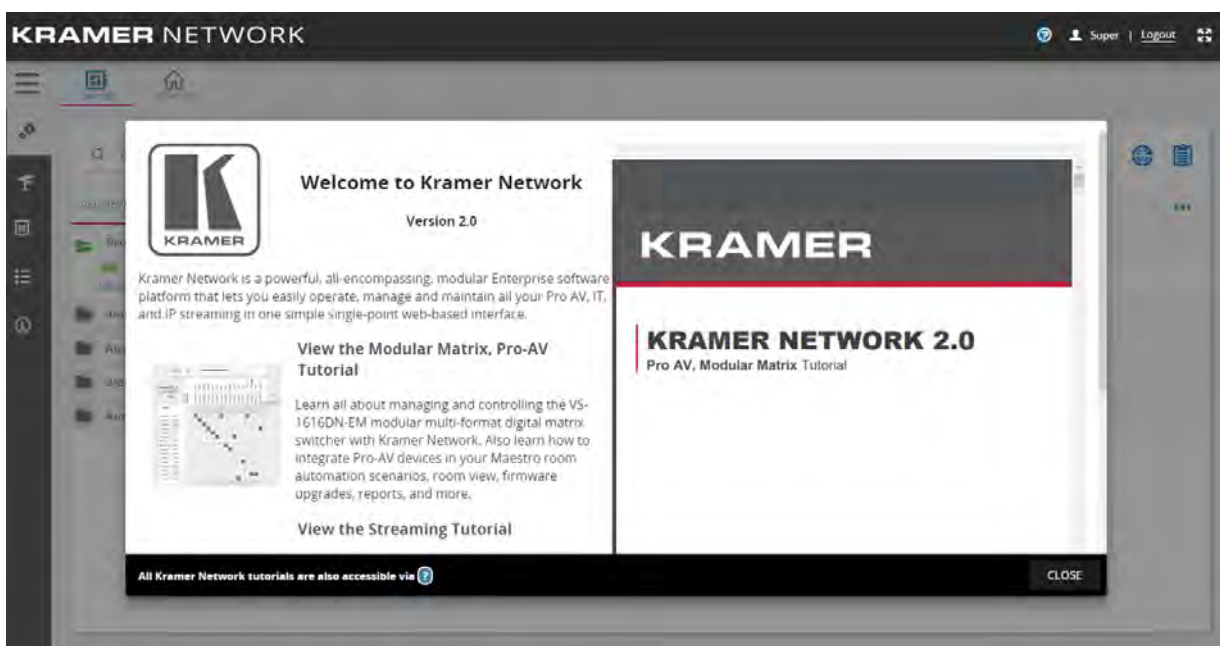 KRAMER NETWORK
Super | Logout
KRAMER
Welcome to Kramer Network
Version 2.0
Kramer Network is a powerful, all-encompassing, modular Enterprise software
platform that lets you easily operate, manage and maintain all your Pro AV, IT,
and IP streaming in one simple single-point web-based interface.
View the Modular Matrix, Pro-AV
Tutorial
Learn all about managing and controlling the VS-
1616DN-EM modular multi-format digital matrix
switcher with Kramer Network. Also learn how to
integrate Pro-AV devices in your Maestro room
automation scenarios, room view, firmware
upgrades, reports, and more.
View the Streaming Tutorial
KRAMER
KRAMER NETWORK 2.0
Pro AV, Modular Matrix Tutorial
All Kramer Network tutorials are also accessible via ?
CLOSE